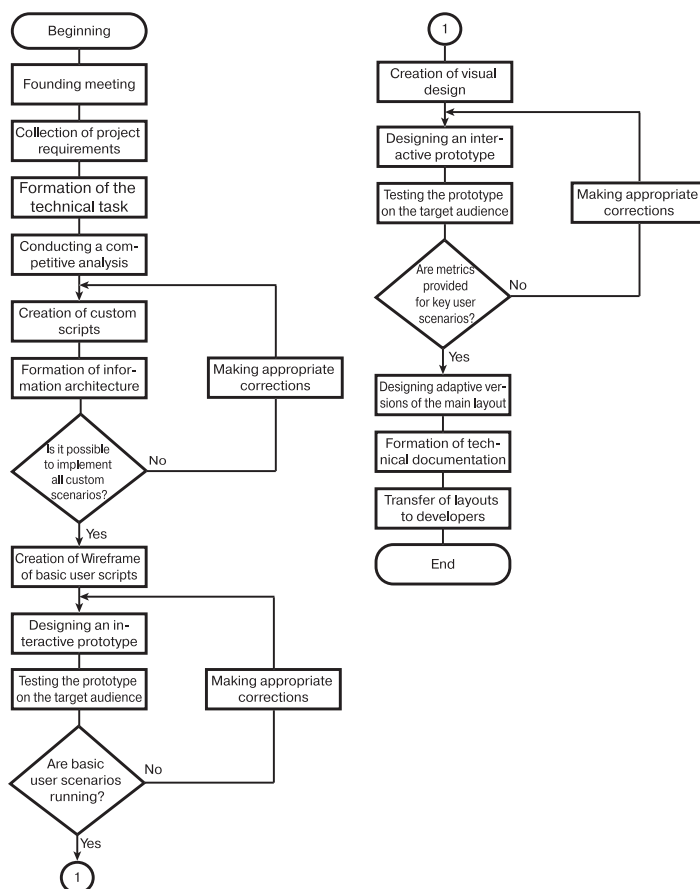 Beginning
Founding meeting
Collection of project
requirements
Formation of the
technical task
Conducting a com-
petitive analysis
Creation of custom
scripts
Formation of infor-
mation architecture
Making appropriate
corrections
Is it possible
to implement
all custom
scenarios?
No
Yes
Creation of Wireframe
of basic user scripts
Designing an in-
teractive prototype
Testing the prototype
on the target audience
Making appropriate
corrections
Are basic
user scenarios
running?
No
Yes
1
1
Creation of visual
design
Designing an inter-
active prototype
Testing the prototype
on the target audience
Making appropriate
corrections
Are metrics
provided
for key user
scenarios?
No
Yes
Designing adaptive ver-
sions of the main layout
Formation of tech-
nical documentation
Transfer of layouts
to developers
End